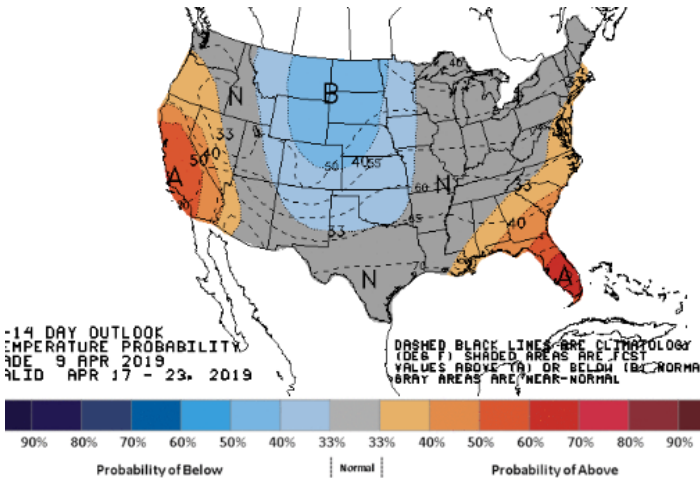 40
N
B
33
50
40
A
50
40
55
60
N
33
33
65
40
70
N
A
-14 DAY OUTLOOK
EMPERATURE PROBABILITY
ADE 9 APR 2019
ALID APR 17 - 23, 2019
DASHED BLACK LINES ARE CLIMATOLOGY
(DEG F) SHADED AREAS ARE FCST
VALUES ABOVE (A) OR BELOW (B) NORMA
GRAY AREAS ARE NEAR-NORMAL
90% 80% 70% 60% 50% 40% 33% 33% 40% 50% 60% 70% 80% 90%
Probability of Below Normal Probability of Above